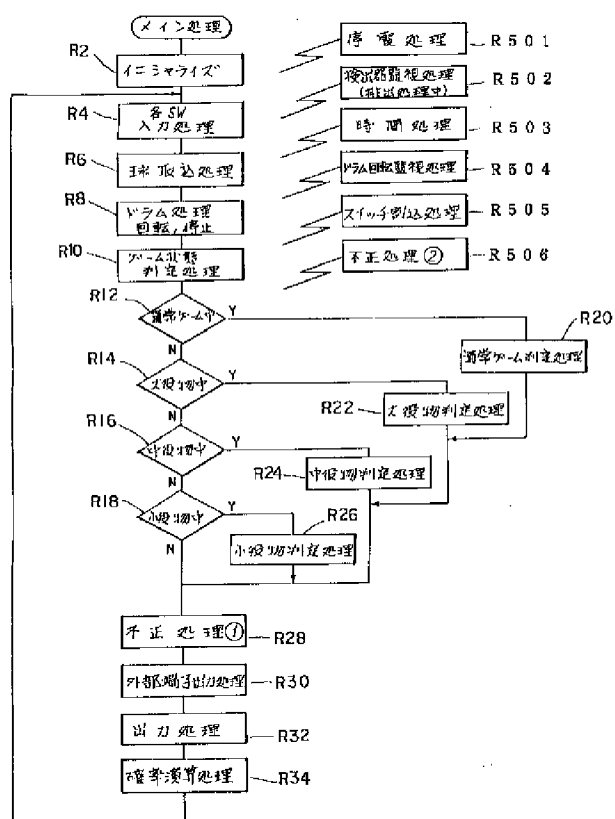 メイン処理
R2
イニシャライズ
R4
各SW
入力処理
R6
球取込処理
R8
ドラム処理
回転，停止
R10
ゲーム状態
判定処理
R12
通常ゲーム中
Y
N
R14
大役物中
Y
N
R16
中役物中
Y
N
R18
小役物中
Y
N
R20
通常ゲーム判定処理
R22
大役物判定処理
R24
中役物判定処理
R26
小役物判定処理
不正処理①
R28
外部端子出力処理
R30
出力処理
R32
確率演算処理
R34
停電処理
R501
検出器監視処理
(排出処理中)
R502
時間処理
R503
ドラム回転監視処理
R504
スイッチ割込処理
R505
不正処理②
R506